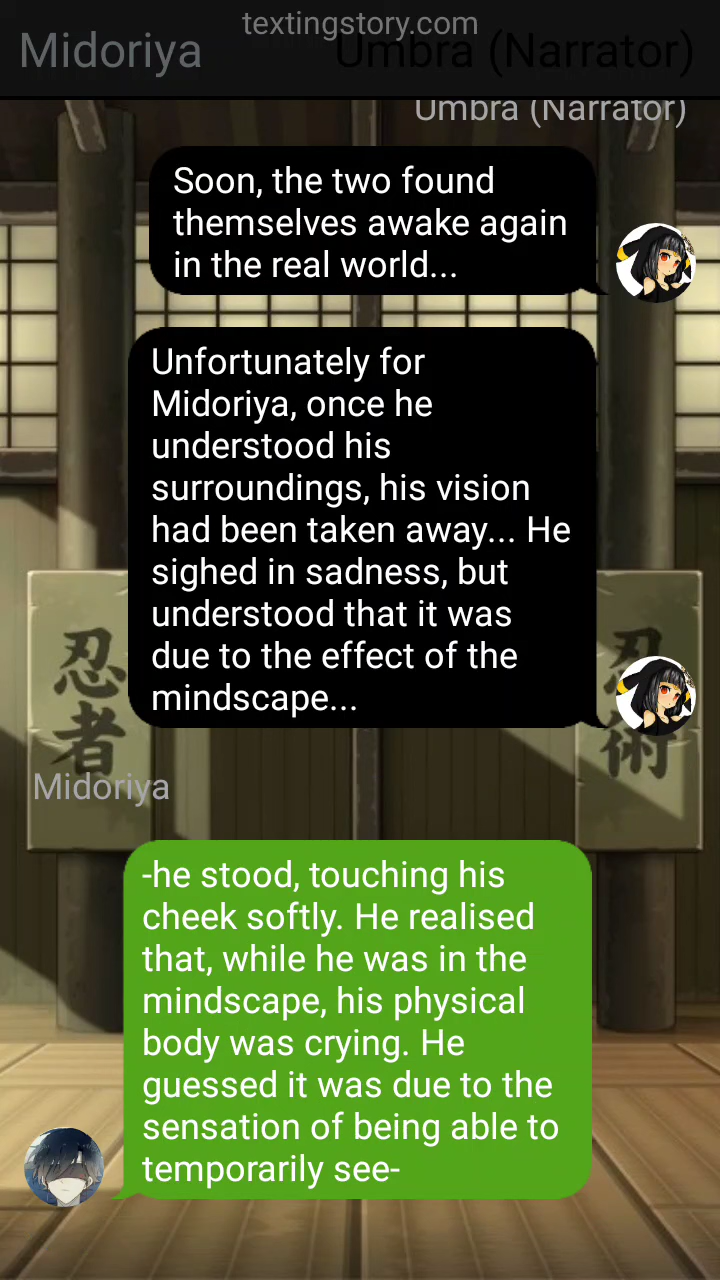 textingstory.com
Midoriya
Umbra (Narrator)
Umbra (Narrator)
Soon, the two found
themselves awake again
in the real world...
Unfortunately for
Midoriya, once he
understood his
surroundings, his vision
had been taken away... He
sighed in sadness, but
understood that it was
due to the effect of the
mindscape...
忍者
忍術
Midoriya
-he stood, touching his
cheek softly. He realised
that, while he was in the
mindscape, his physical
body was crying. He
guessed it was due to the
sensation of being able to
temporarily see-